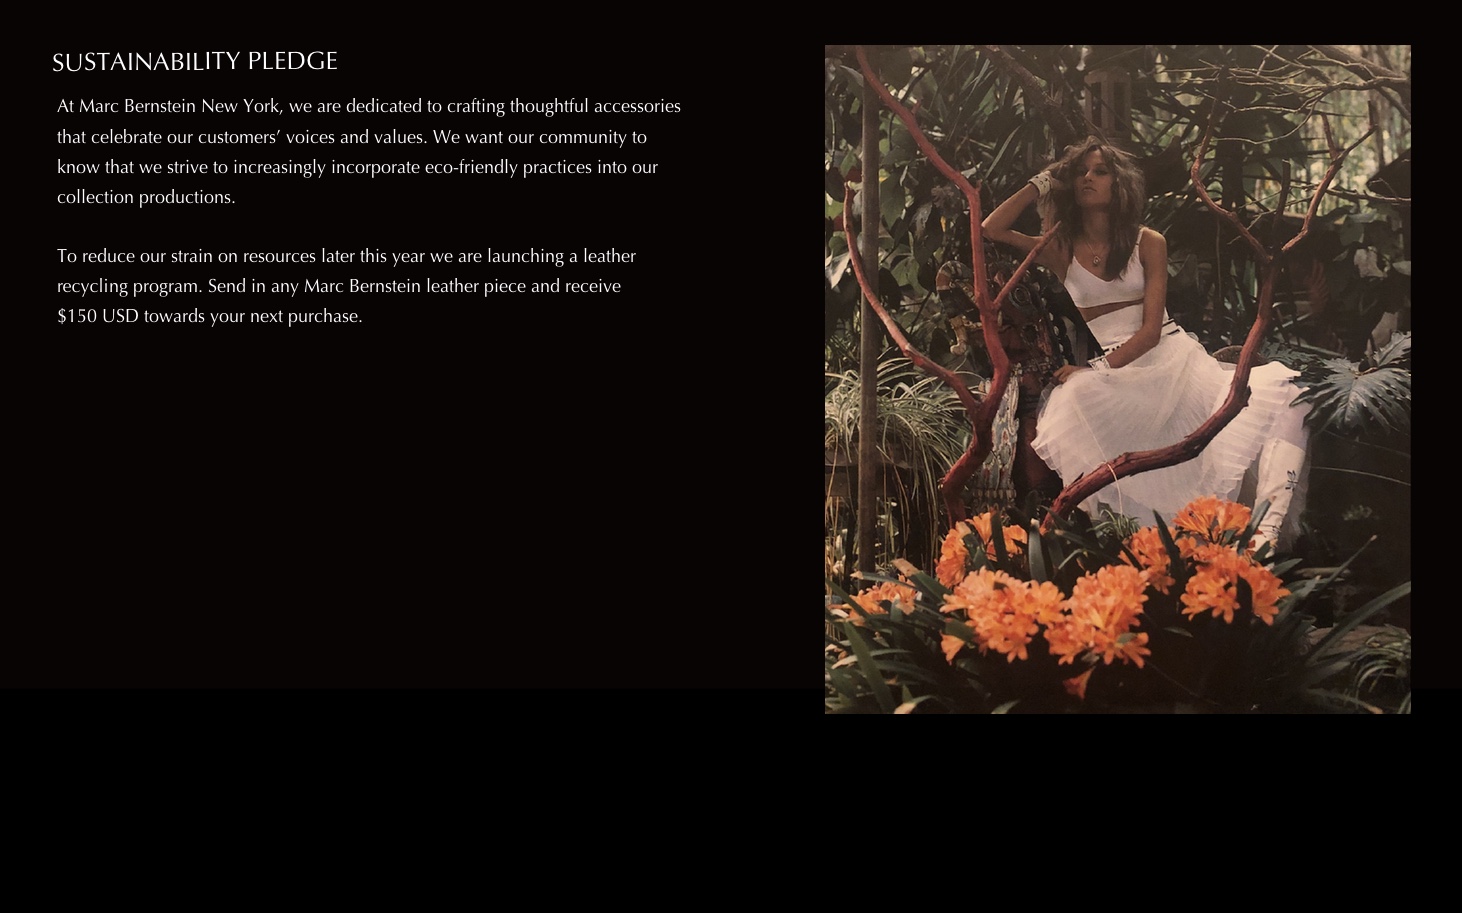 SUSTAINABILITY PLEDGE
At Marc Bernstein New York, we are dedicated to crafting thoughtful accessories
that celebrate our customers’ voices and values. We want our community to
know that we strive to increasingly incorporate eco-friendly practices into our
collection productions.
To reduce our strain on resources later this year we are launching a leather
recycling program. Send in any Marc Bernstein leather piece and receive
$150 USD towards your next purchase.